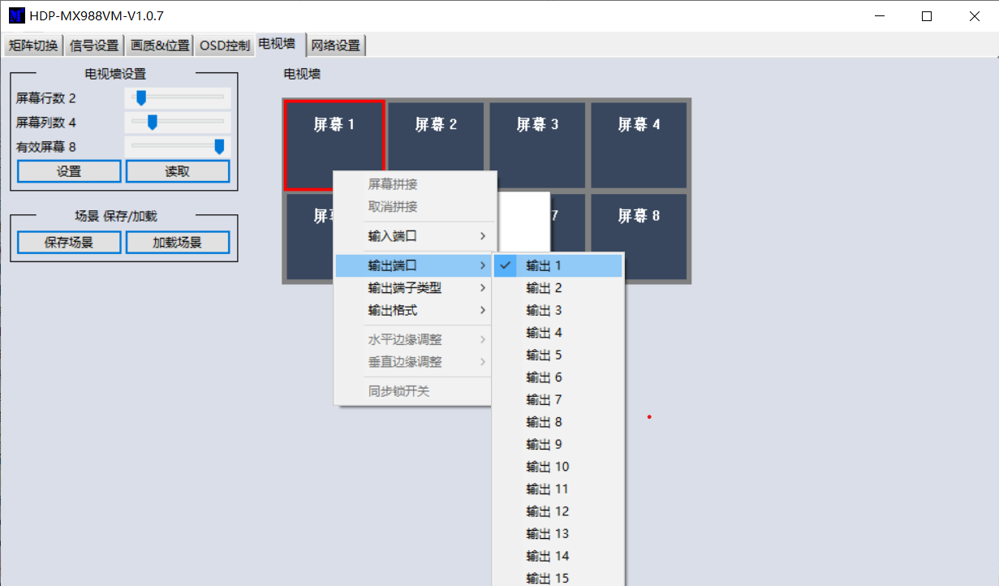 HDP-MX988VM-V1.0.7
矩阵切换 信号设置 画质&位置 OSD控制 电视墙 网络设置
电视墙设置
屏幕行数 2
屏幕列数 4
有效屏幕 8
设置 读取
场景 保存/加载
保存场景 加载场景
电视墙
屏幕 1 屏幕 2 屏幕 3 屏幕 4
屏 7 屏幕 8
屏幕拼接
取消拼接
输入端口
输出端口
输出端子类型
输出格式
水平边缘调整
垂直边缘调整
同步锁开关
输出 1
输出 2
输出 3
输出 4
输出 5
输出 6
输出 7
输出 8
输出 9
输出 10
输出 11
输出 12
输出 13
输出 14
输出 15